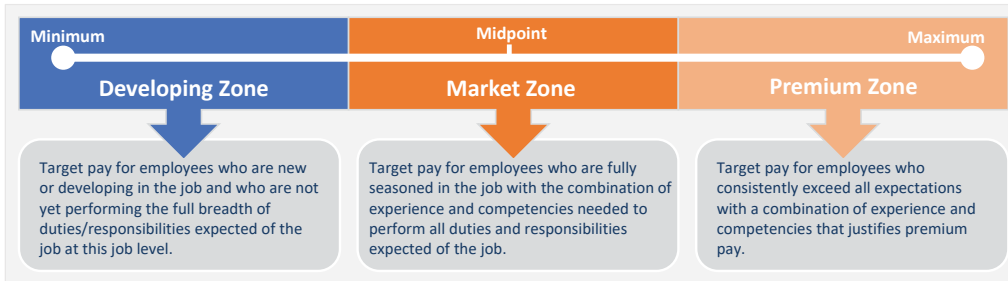 Minimum
Midpoint
Maximum
Developing Zone
Market Zone
Premium Zone
Target pay for employees who are new
or developing in the job and who are not
yet performing the full breadth of
duties/responsibilities expected of the
job at this job level.
Target pay for employees who are fully
seasoned in the job with the combination of
experience and competencies needed to
perform all duties and responsibilities
expected of the job.
Target pay for employees who
consistently exceed all expectations
with a combination of experience and
competencies that justifies premium
pay.